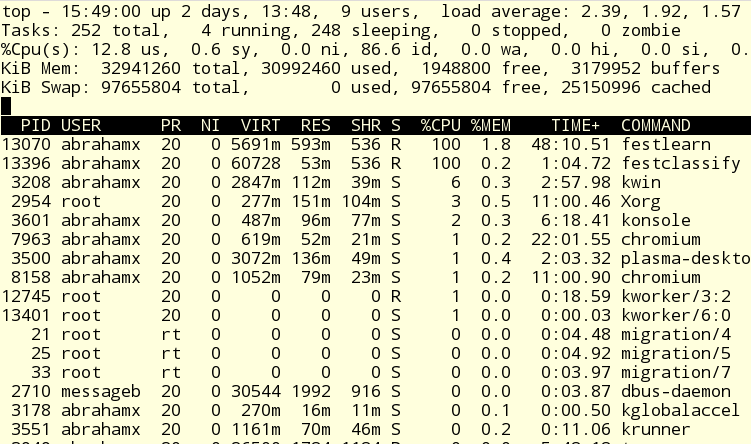 top - 15:49:00 up 2 days, 13:48,  9 users,  load average: 2.39, 1.92, 1.57
Tasks: 252 total,   4 running, 248 sleeping,   0 stopped,   0 zombie
%Cpu(s): 12.8 us,  0.6 sy,  0.0 ni, 86.6 id,  0.0 wa,  0.0 hi,  0.0 si,  0.
KiB Mem:  32941260 total, 30992460 used,  1948800 free,  3179952 buffers
KiB Swap: 97655804 total,        0 used, 97655804 free, 25150996 cached
PID USER      PR  NI  VIRT  RES  SHR S  %CPU %MEM    TIME+  COMMAND
13070 abrahamx  20   0 5691m 593m  536 R   100  1.8  48:10.51 festlearn
13396 abrahamx  20   0 60728  53m  536 R   100  0.2   1:04.72 festclassify
3208 abrahamx  20   0 2847m 112m  39m S     6  0.3   2:57.98 kwin
2954 root      20   0  277m 151m 104m S     3  0.5  11:00.46 Xorg
3601 abrahamx  20   0  487m  96m  77m S     2  0.3   6:18.41 konsole
7963 abrahamx  20   0  619m  52m  21m S     1  0.2  22:01.55 chromium
3500 abrahamx  20   0 3072m 136m  49m S     1  0.4   2:03.32 plasma-deskto
8158 abrahamx  20   0 1052m  79m  23m S     1  0.2  11:00.90 chromium
12745 root      20   0     0    0    0 R     1  0.0   0:18.59 kworker/3:2
13401 root      20   0     0    0    0 S     1  0.0   0:00.03 kworker/6:0
21 root      rt   0     0    0    0 S     0  0.0   0:04.48 migration/4
25 root      rt   0     0    0    0 S     0  0.0   0:04.92 migration/5
33 root      rt   0     0    0    0 S     0  0.0   0:03.97 migration/7
2710 messageb  20   0 30544 1992  916 S     0  0.0   0:03.87 dbus-daemon
3178 abrahamx  20   0  270m  16m  11m S     0  0.1   0:00.50 kglobalaccel
3551 abrahamx  20   0 1161m  70m  46m S     0  0.2   0:11.06 krunner